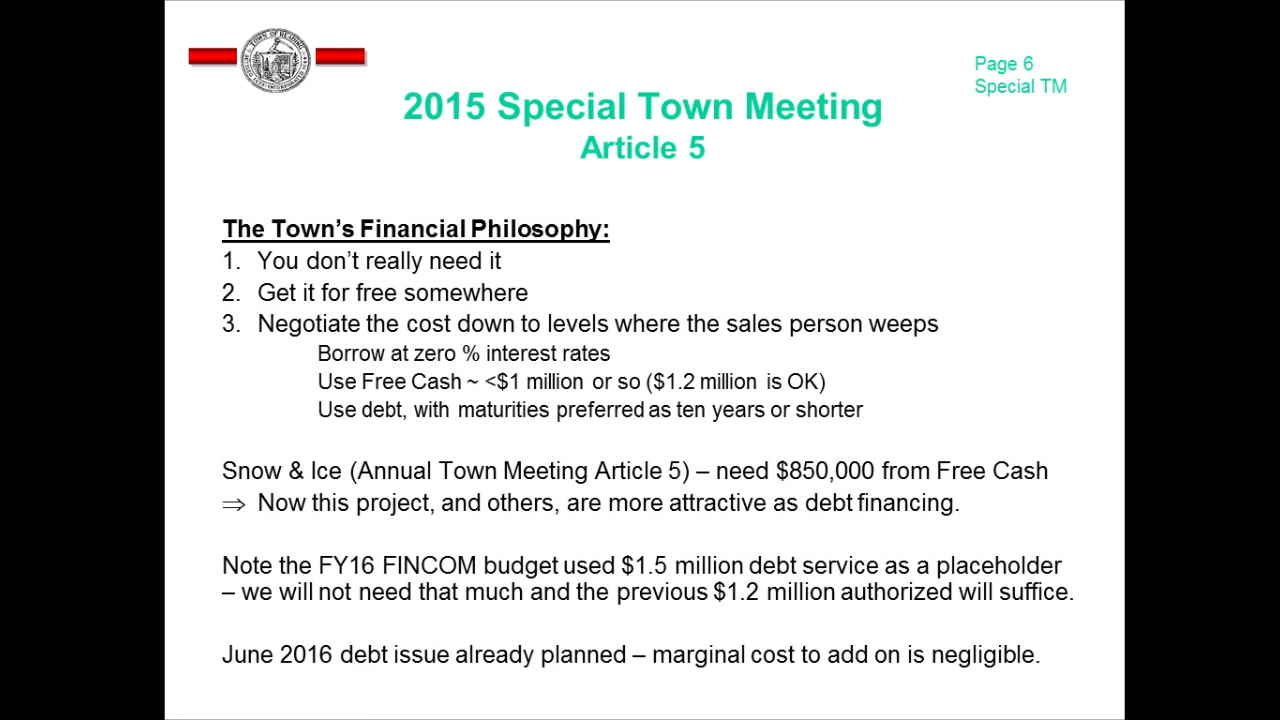 TOWN OF READING
Page 6
Special TM
2015 Special Town Meeting
Article 5
The Town’s Financial Philosophy:
1. You don’t really need it
2. Get it for free somewhere
3. Negotiate the cost down to levels where the sales person weeps
Borrow at zero % interest rates
Use Free Cash ~ <$1 million or so ($1.2 million is OK)
Use debt, with maturities preferred as ten years or shorter
Snow & Ice (Annual Town Meeting Article 5) – need $850,000 from Free Cash
⇒ Now this project, and others, are more attractive as debt financing.
Note the FY16 FINCOM budget used $1.5 million debt service as a placeholder
– we will not need that much and the previous $1.2 million authorized will suffice.
June 2016 debt issue already planned – marginal cost to add on is negligible.